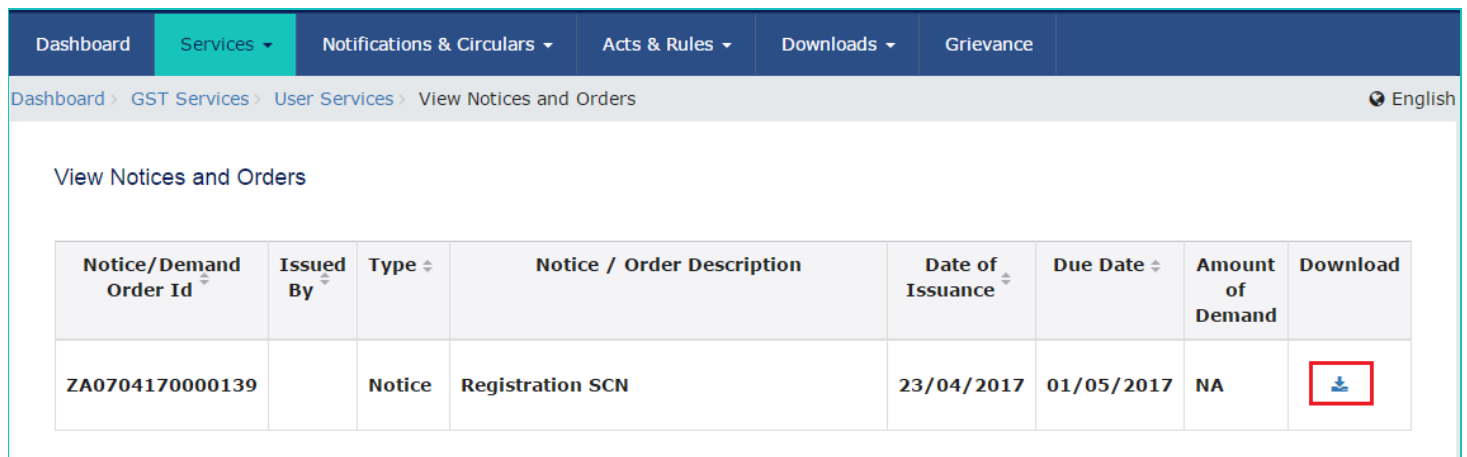 Dashboard Services Notifications & Circulars Acts & Rules Downloads Grievance
Dashboard > GST Services > User Services > View Notices and Orders English
View Notices and Orders
Notice/Demand Order Id Issued By Type Notice / Order Description Date of Issuance Due Date Amount of Demand Download
ZA0704170000139 Notice Registration SCN 23/04/2017 01/05/2017 NA